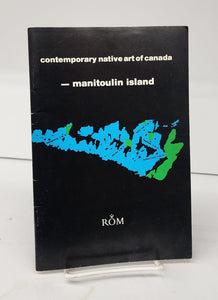 contemporary native art of canada
— manitoulin island
ROM